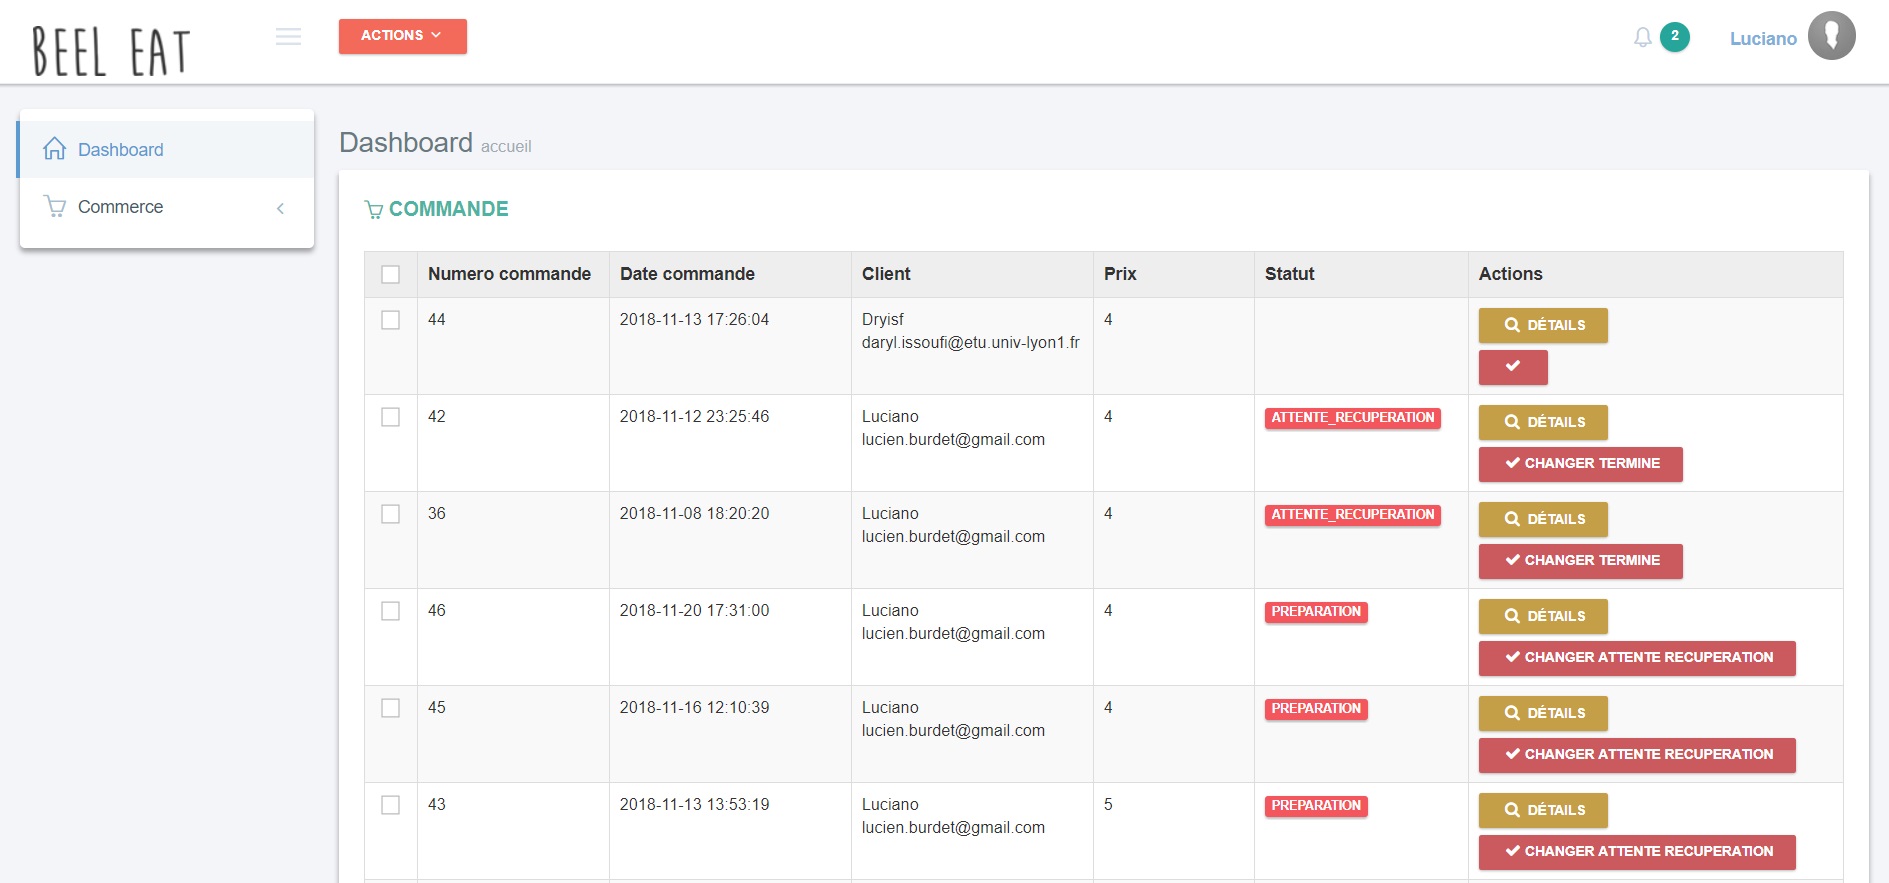 BEEL EAT
ACTIONS
2
Luciano
Dashboard
Commerce
Dashboard accueil
COMMANDE
Numero commande Date commande Client Prix Statut Actions
44 2018-11-13 17:26:04 Dryisf 4 DÉTAILS
daryl.issoufi@etu.univ-lyon1.fr
42 2018-11-12 23:25:46 Luciano 4 ATTENTE_RECUPERATION DÉTAILS
lucien.burdet@gmail.com
CHANGER TERMINE
36 2018-11-08 18:20:20 Luciano 4 ATTENTE_RECUPERATION DÉTAILS
lucien.burdet@gmail.com
CHANGER TERMINE
46 2018-11-20 17:31:00 Luciano 4 PREPARATION DÉTAILS
lucien.burdet@gmail.com
CHANGER ATTENTE RECUPERATION
45 2018-11-16 12:10:39 Luciano 4 PREPARATION DÉTAILS
lucien.burdet@gmail.com
CHANGER ATTENTE RECUPERATION
43 2018-11-13 13:53:19 Luciano 5 PREPARATION DÉTAILS
lucien.burdet@gmail.com
CHANGER ATTENTE RECUPERATION